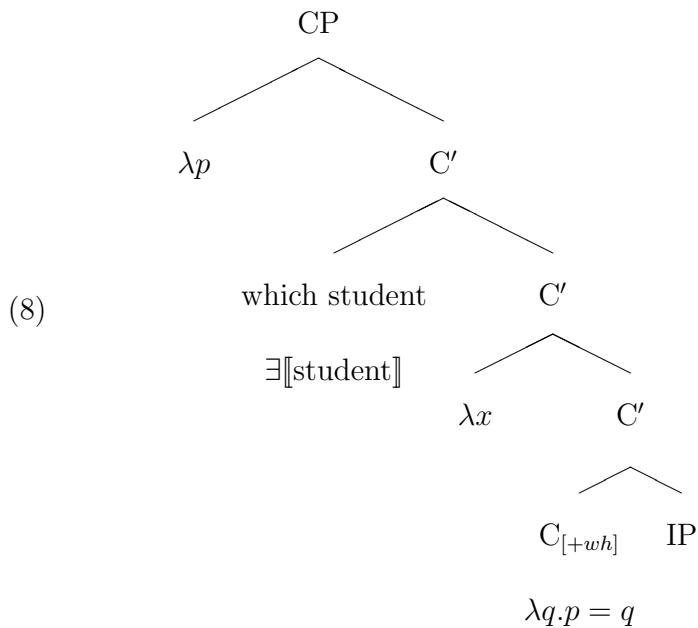 CP
λp C′
which student C′
(8)
∃⟦student⟧
λx C′
C[+wh] IP
λq.p = q